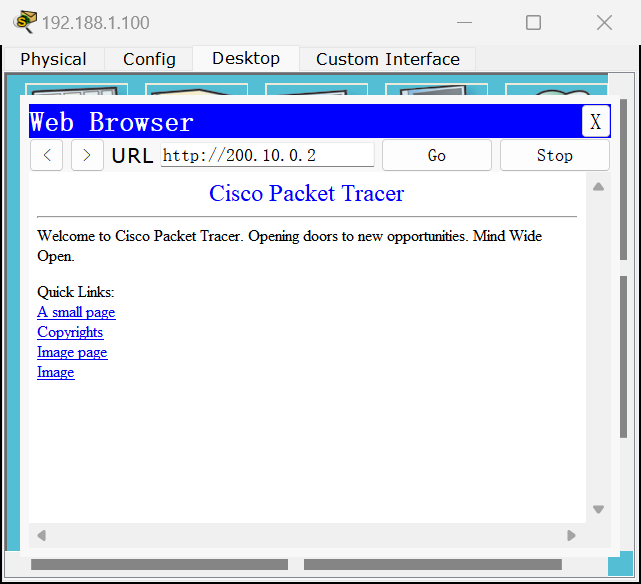 192.188.1.100
Physical Config Desktop Custom Interface
Web Browser X
< > URL http://200.10.0.2 Go Stop
Cisco Packet Tracer
Welcome to Cisco Packet Tracer. Opening doors to new opportunities. Mind Wide
Open.
Quick Links:
A small page
Copyrights
Image page
Image